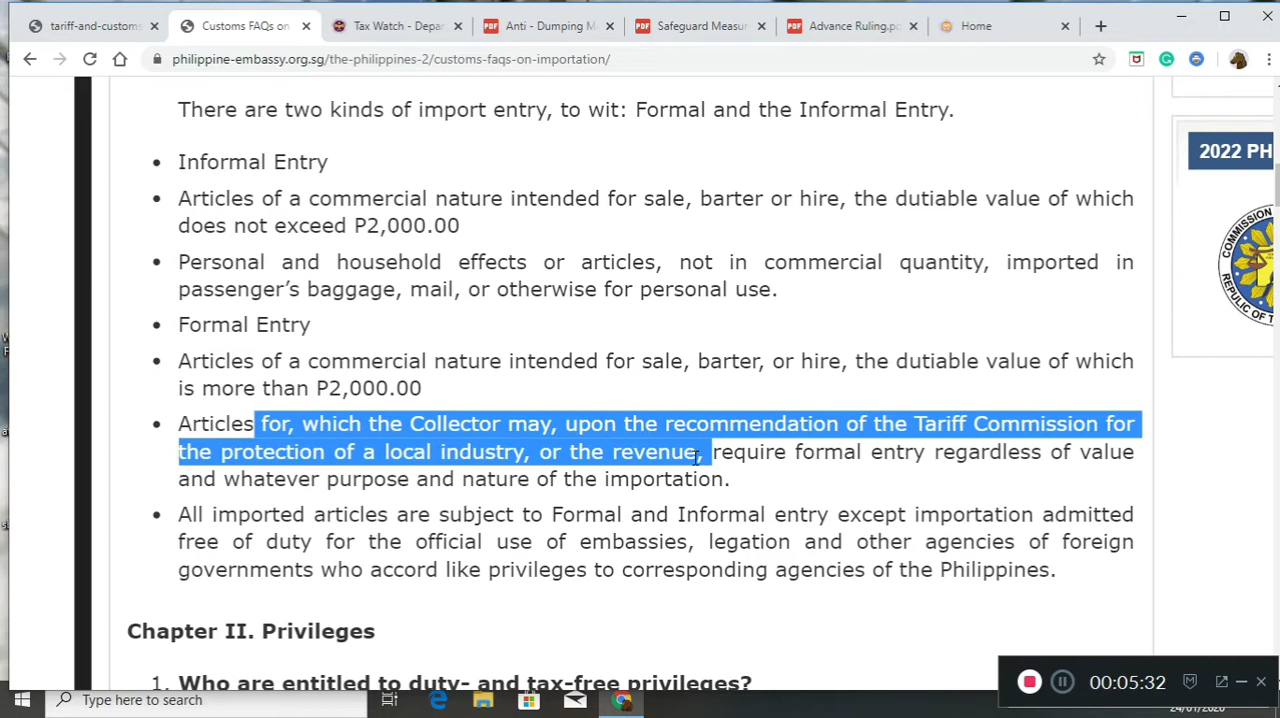 tariff-and-customs
Customs FAQs on
Tax Watch - Depar
Anti - Dumping M
Safeguard Measur
Advance Ruling.p
Home
philippine-embassy.org.sg/the-philippines-2/customs-faqs-on-importation/
There are two kinds of import entry, to wit: Formal and the Informal Entry.
• Informal Entry
• Articles of a commercial nature intended for sale, barter or hire, the dutiable value of which
does not exceed P2,000.00
• Personal and household effects or articles, not in commercial quantity, imported in
passenger’s baggage, mail, or otherwise for personal use.
• Formal Entry
• Articles of a commercial nature intended for sale, barter, or hire, the dutiable value of which
is more than P2,000.00
• Articles for, which the Collector may, upon the recommendation of the Tariff Commission for
the protection of a local industry, or the revenue, require formal entry regardless of value
and whatever purpose and nature of the importation.
• All imported articles are subject to Formal and Informal entry except importation admitted
free of duty for the official use of embassies, legation and other agencies of foreign
governments who accord like privileges to corresponding agencies of the Philippines.
Chapter II. Privileges
1. Who are entitled to duty- and tax-free privileges?
2022 PH
COMMISSION
REPUBLIC OF T
00:05:32
Type here to search
24/01/2020